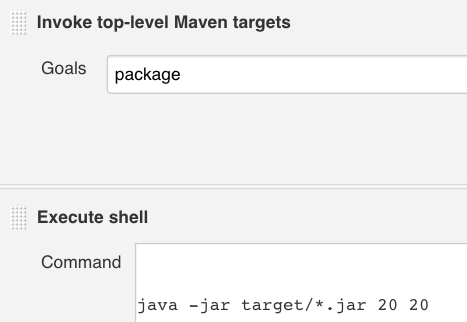 Invoke top-level Maven targets
Goals
package
Execute shell
Command
java -jar target/*.jar 20 20